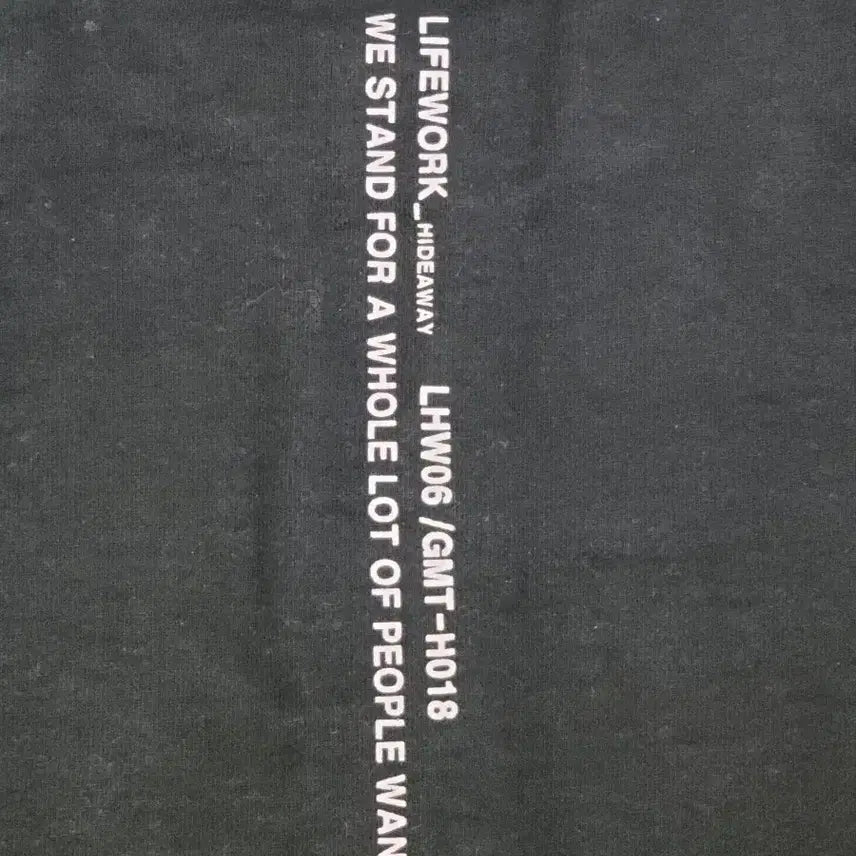 LIFEWORK_HIDEAWAY LHW06 /GMT-H018
WE STAND FOR A WHOLE LOT OF PEOPLE WAN